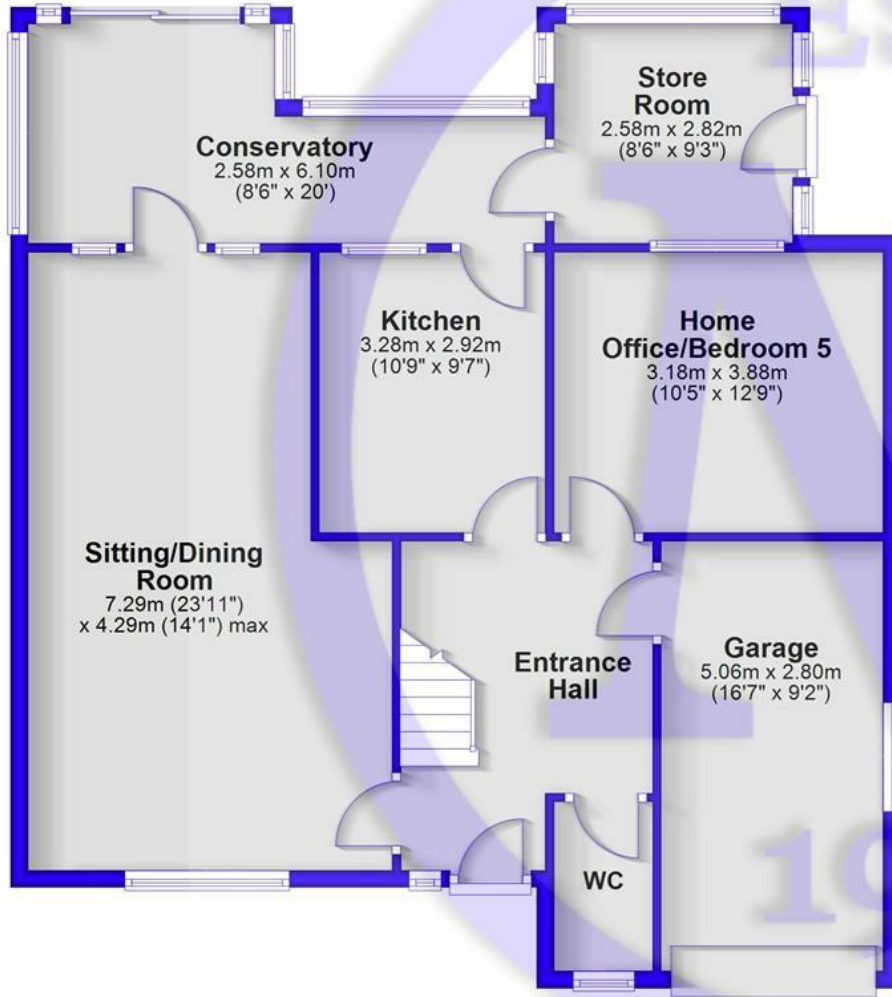 Store
Room
2.58m x 2.82m
(8'6" x 9'3")
Conservatory
2.58m x 6.10m
(8'6" x 20')
Kitchen
3.28m x 2.92m
(10'9" x 9'7")
Home
Office/Bedroom 5
3.18m x 3.88m
(10'5" x 12'9")
Sitting/Dining
Room
7.29m (23'11")
x 4.29m (14'1") max
Entrance
Hall
Garage
5.06m x 2.80m
(16'7" x 9'2")
WC